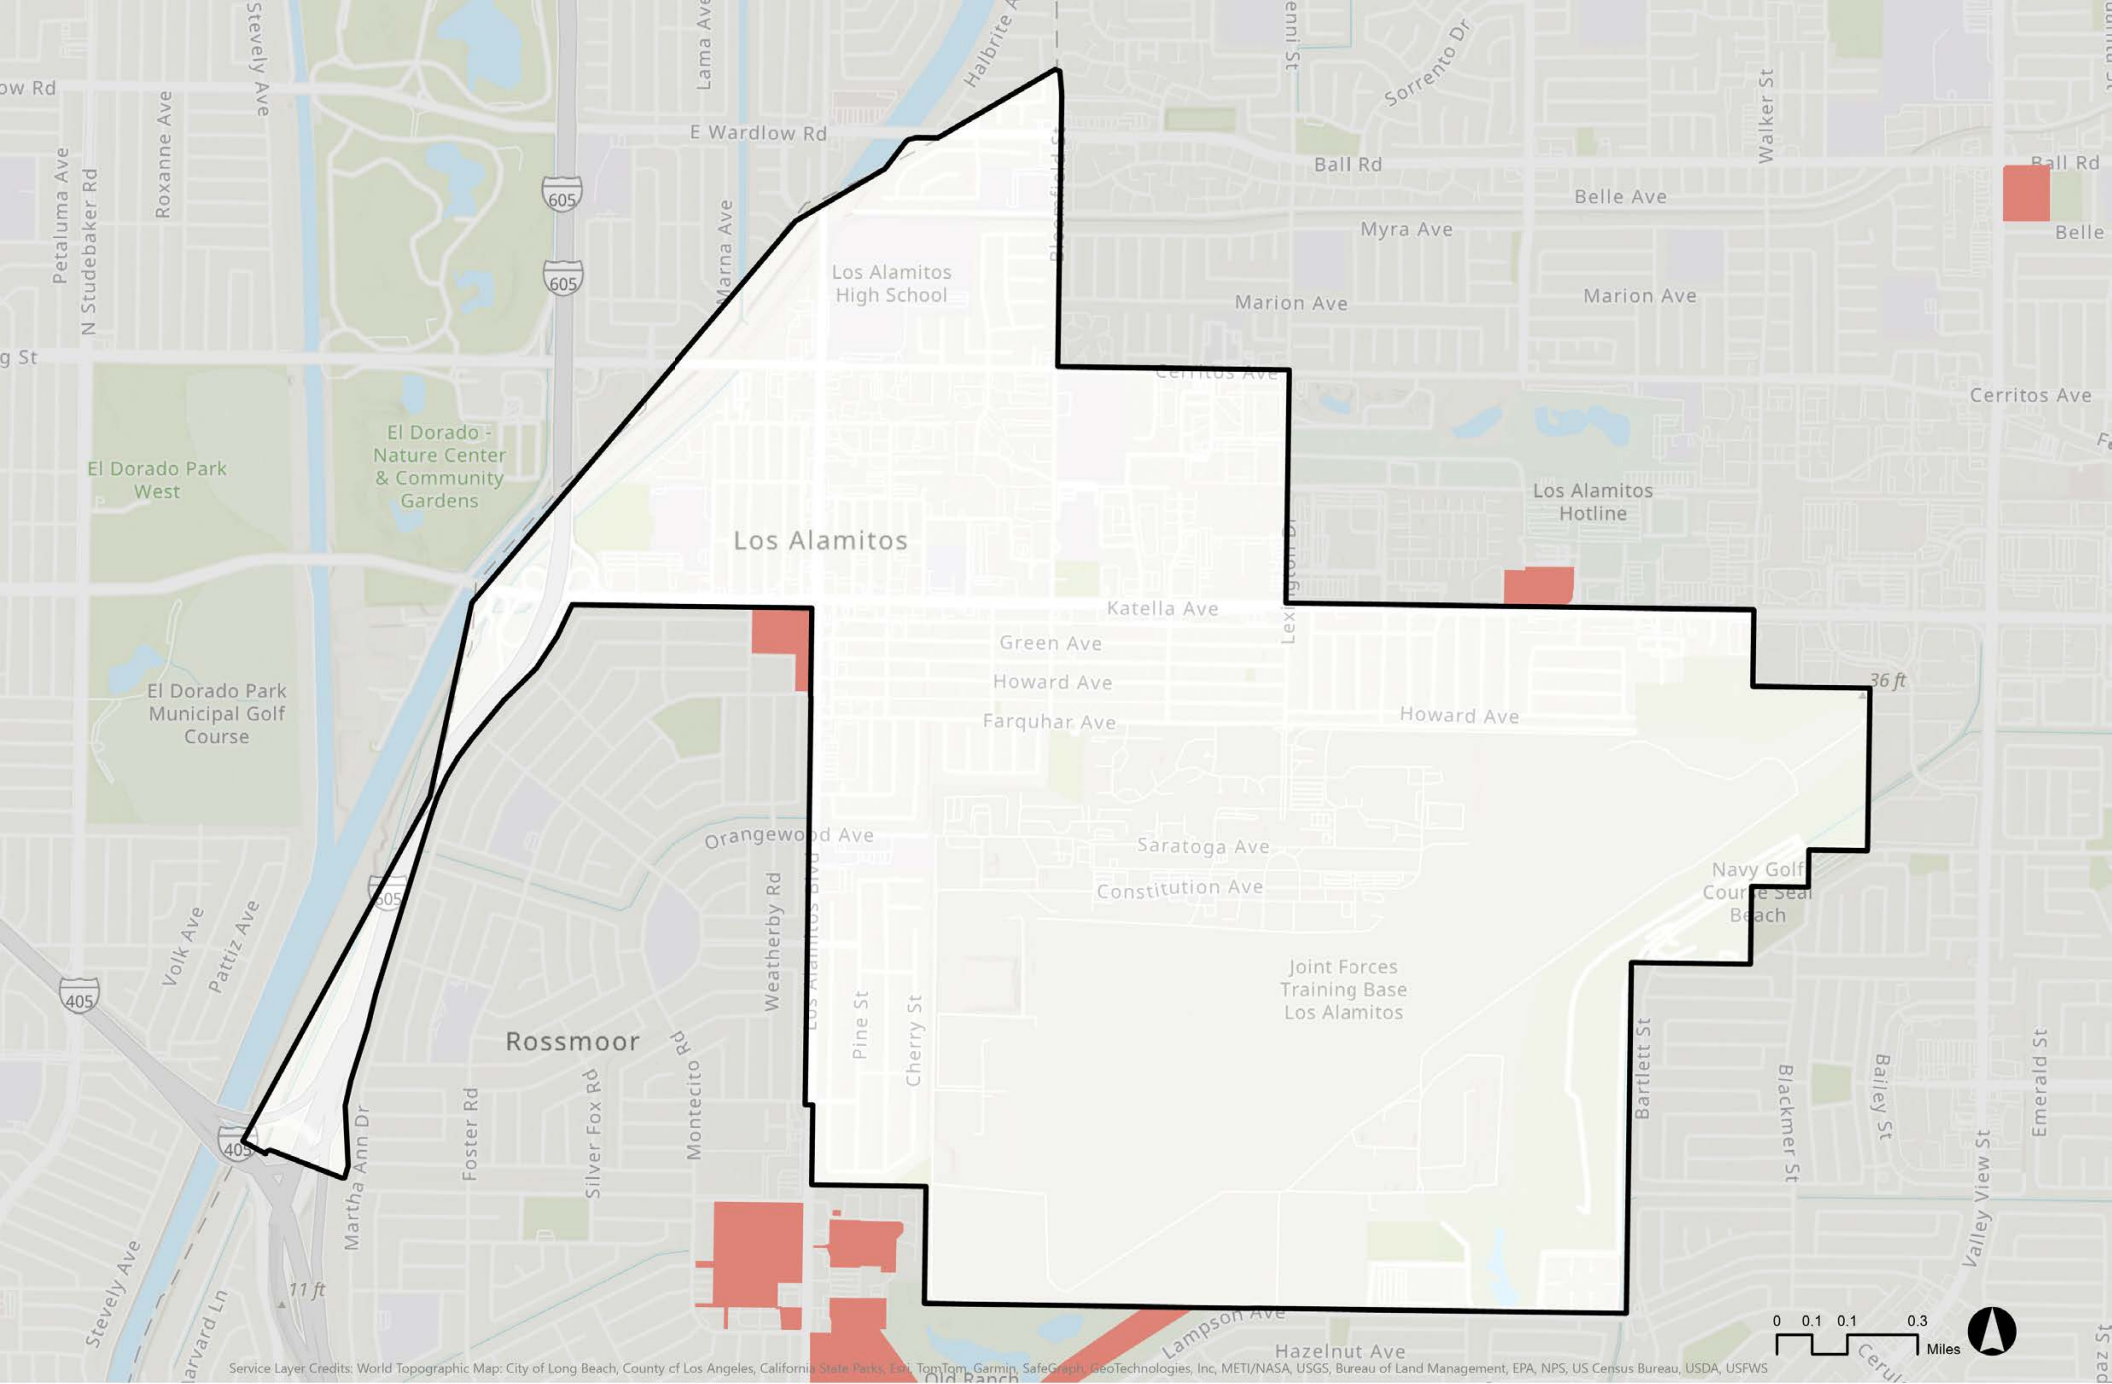 Stevely Ave
Lama Ave
Halbrite A
enni St
Sorrento Dr
ow Rd
Roxanne Ave
E Wardlow Rd
Walker St
Ball Rd
Ball Rd
Petaluma Ave
N Studebaker Rd
605
Belle Ave
Marna Ave
Bloomfield St
Myra Ave
Belle
605
Los Alamitos
High School
Marion Ave
Marion Ave
g St
Cerritos Ave
Cerritos Ave
El Dorado -
Nature Center
& Community
Gardens
El Dorado Park
West
Los Alamitos
Hotline
Los Alamitos
Lexington Dr
Katella Ave
Green Ave
Howard Ave
36 ft
El Dorado Park
Municipal Golf
Course
Farquhar Ave
Howard Ave
Orangewood Ave
Saratoga Ave
Constitution Ave
Navy Golf
Course Seal
Beach
605
Volk Ave
Pattiz Ave
Weatherby Rd
Los Alamitos Blvd
405
Joint Forces
Training Base
Los Alamitos
Pine St
Cherry St
Rossmoor
Montecito Rd
Bartlett St
Blackmer St
Bailey St
Emerald St
405
Martha Ann Dr
Foster Rd
Silver Fox Rd
Valley View St
Stevely Ave
11 ft
Harvard Ln
Lampson Ave
Hazelnut Ave
Old Ranch
0 0.1 0.1 0.3
Miles
Service Layer Credits: World Topographic Map: City of Long Beach, County of Los Angeles, California State Parks, Esri, TomTom, Garmin, SafeGraph, GeoTechnologies, Inc, METI/NASA, USGS, Bureau of Land Management, EPA, NPS, US Census Bureau, USDA, USFWS